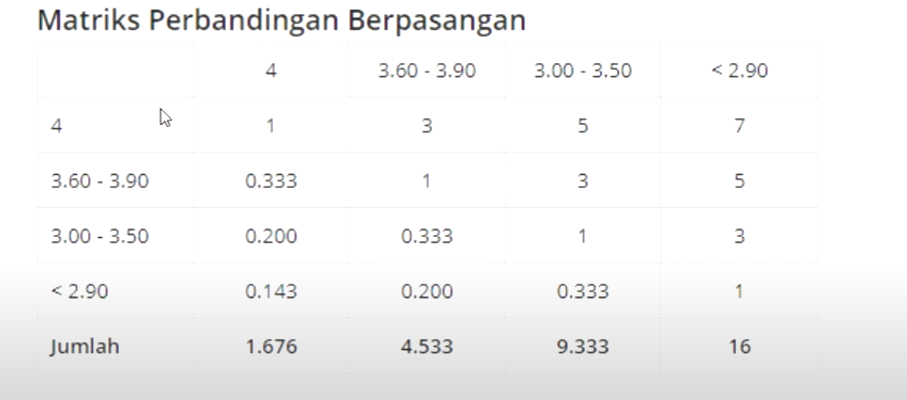 Matriks Perbandingan Berpasangan
4 3.60 - 3.90 3.00 - 3.50 < 2.90
4 1 3 5 7
3.60 - 3.90 0.333 1 3 5
3.00 - 3.50 0.200 0.333 1 3
< 2.90 0.143 0.200 0.333 1
Jumlah 1.676 4.533 9.333 16